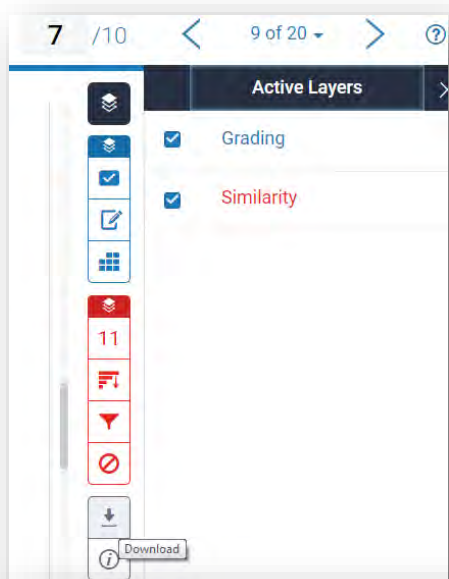 7 /10 9 of 20
Active Layers
Grading
Similarity
11
Download